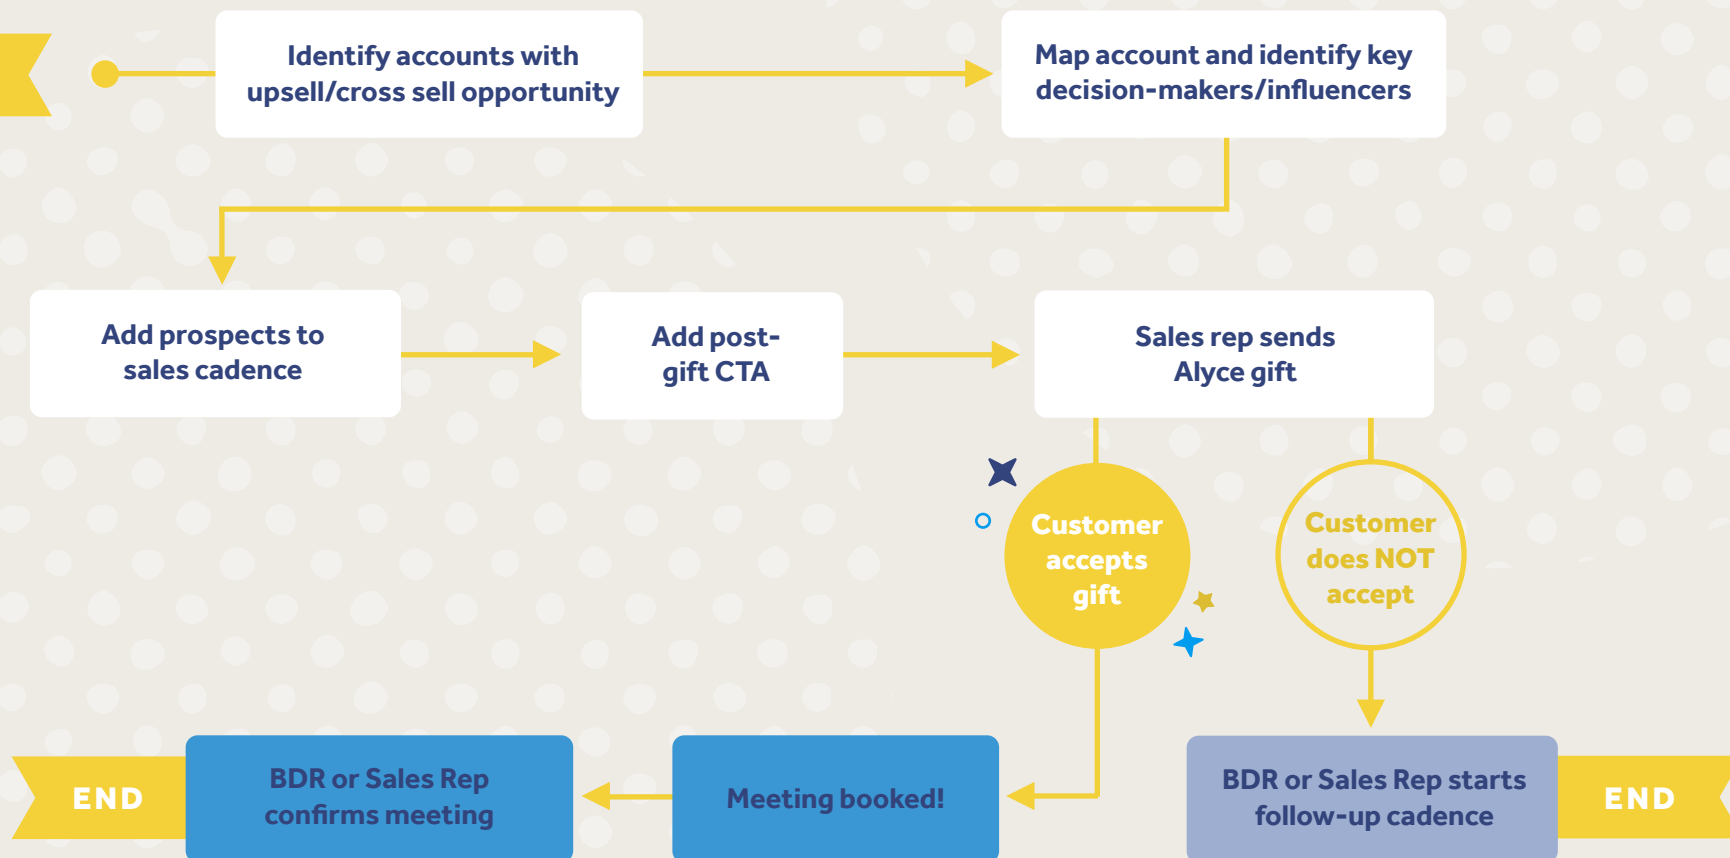 Identify accounts with
upsell/cross sell opportunity
Map account and identify key
decision-makers/influencers
Add prospects to
sales cadence
Add post-
gift CTA
Sales rep sends
Alyce gift
Customer
accepts
gift
Customer
does NOT
accept
END
BDR or Sales Rep
confirms meeting
Meeting booked!
BDR or Sales Rep starts
follow-up cadence
END